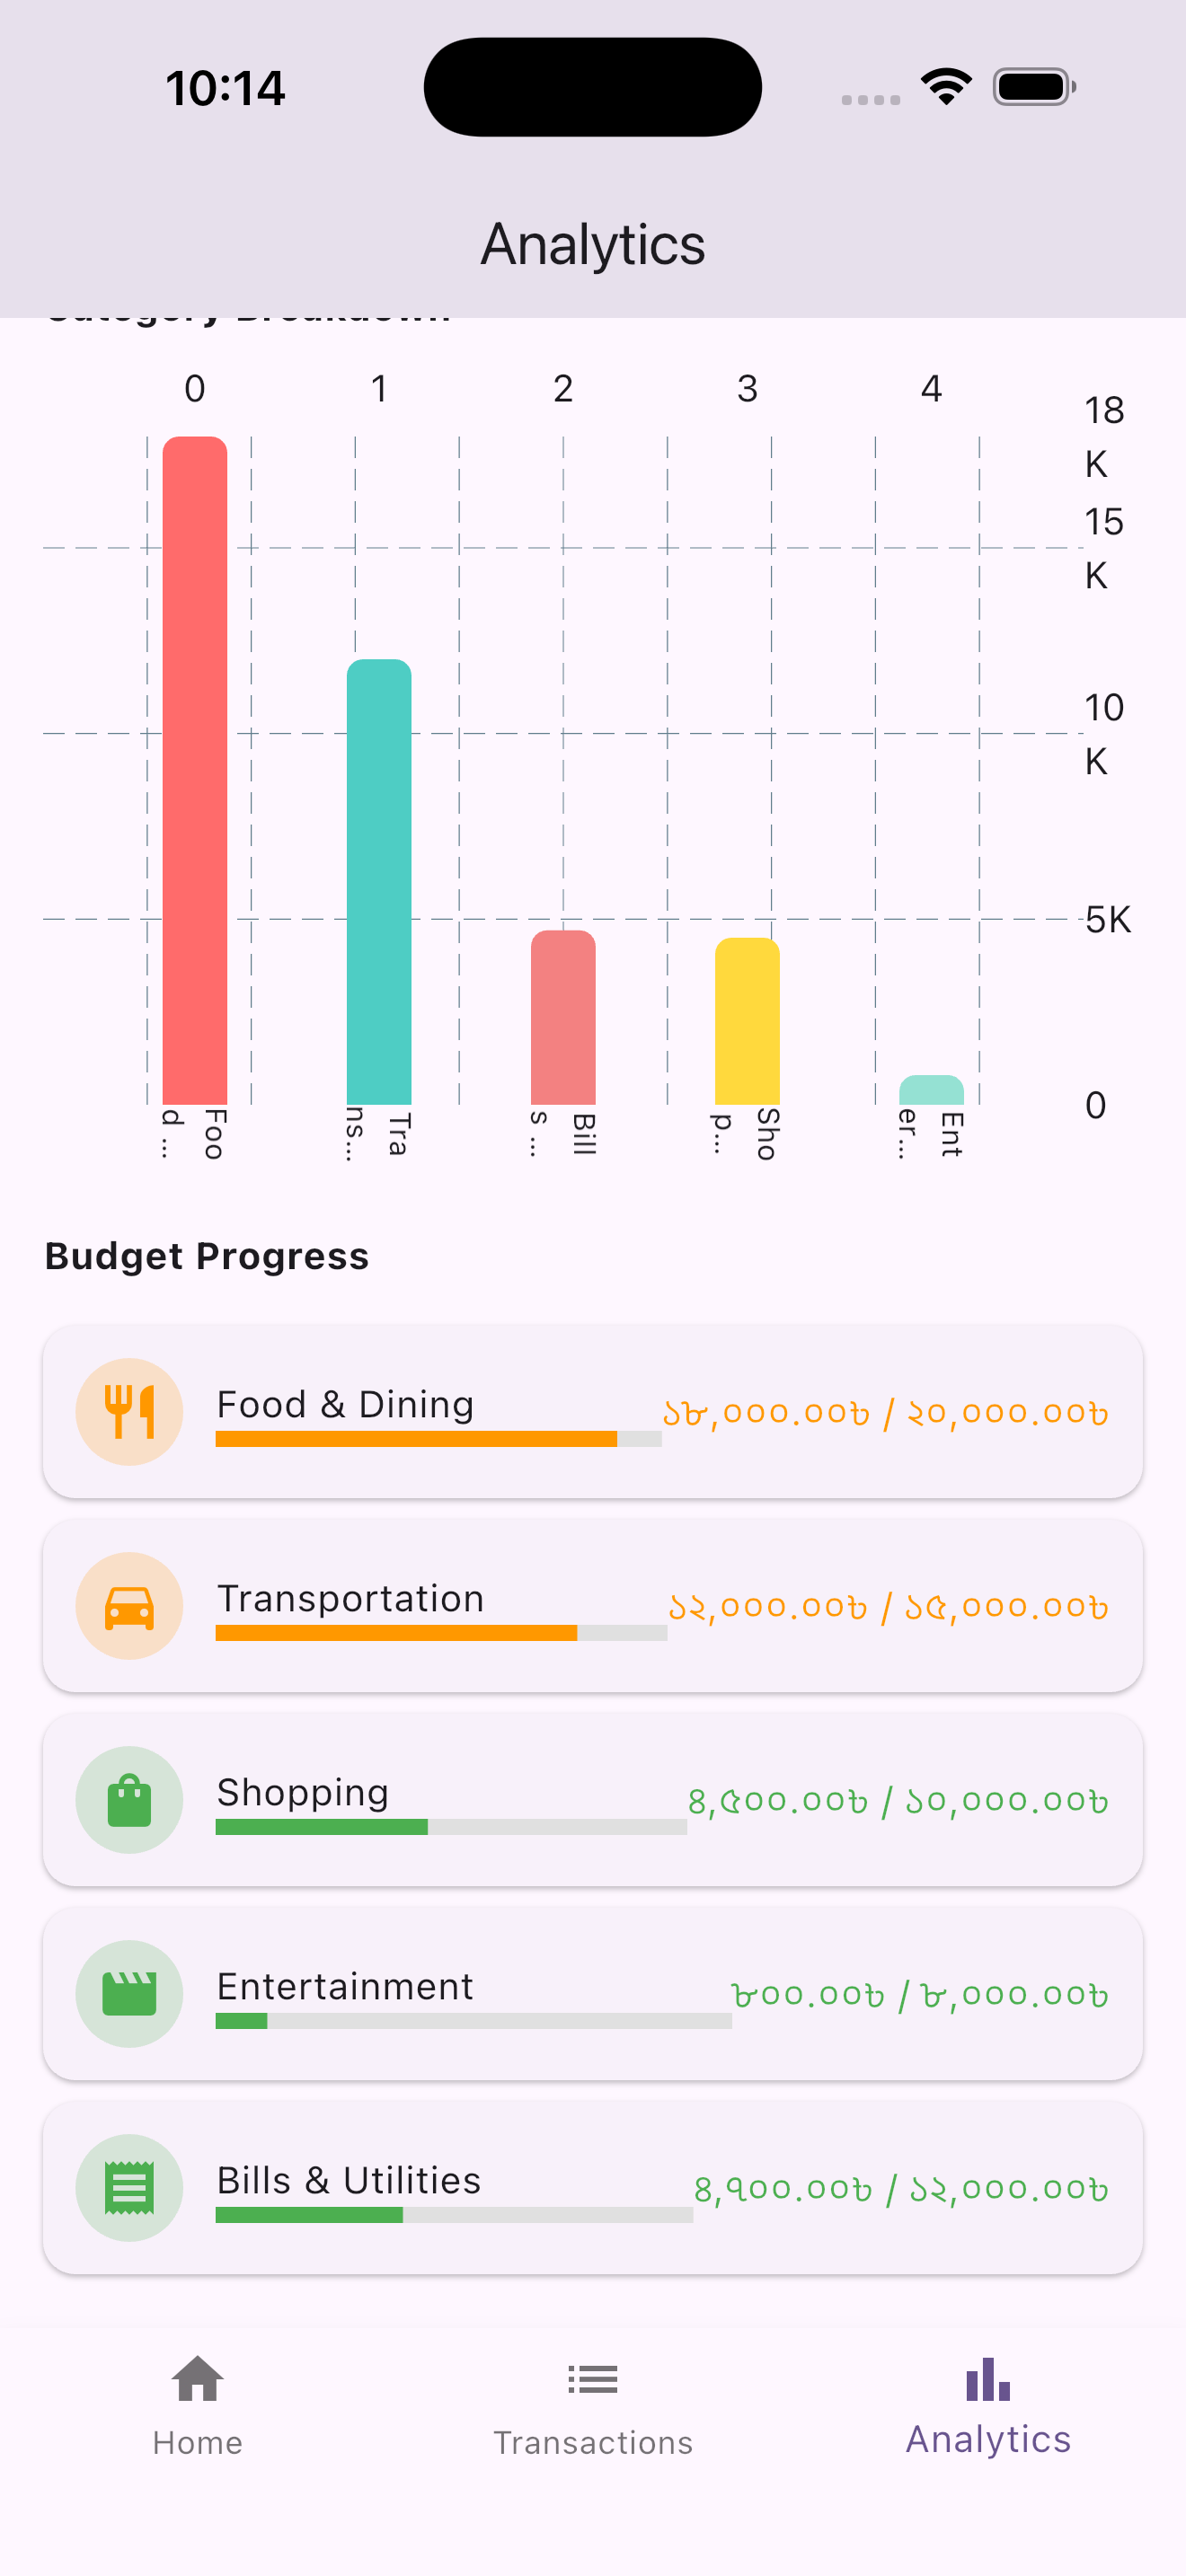 10:14
Analytics
Category Breakdown
0 1 2 3 4
18
K
15
K
10
K
5K
0
Foo
d ...
Tra
ns...
Bill
s ...
Sho
p...
Ent
er...
Budget Progress
Food & Dining
১৮,০০০.০০৳ / ২০,০০০.০০৳
Transportation
১২,০০০.০০৳ / ১৫,০০০.০০৳
Shopping
৪,৫০০.০০৳ / ১০,০০০.০০৳
Entertainment
৮০০.০০৳ / ৮,০০০.০০৳
Bills & Utilities
৪,৭০০.০০৳ / ১২,০০০.০০৳
Home
Transactions
Analytics